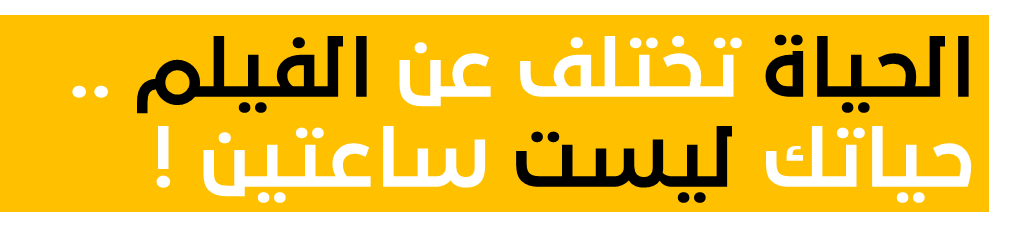 الحياة تختلف عن الفيلم ..
حياتك ليست ساعتين !